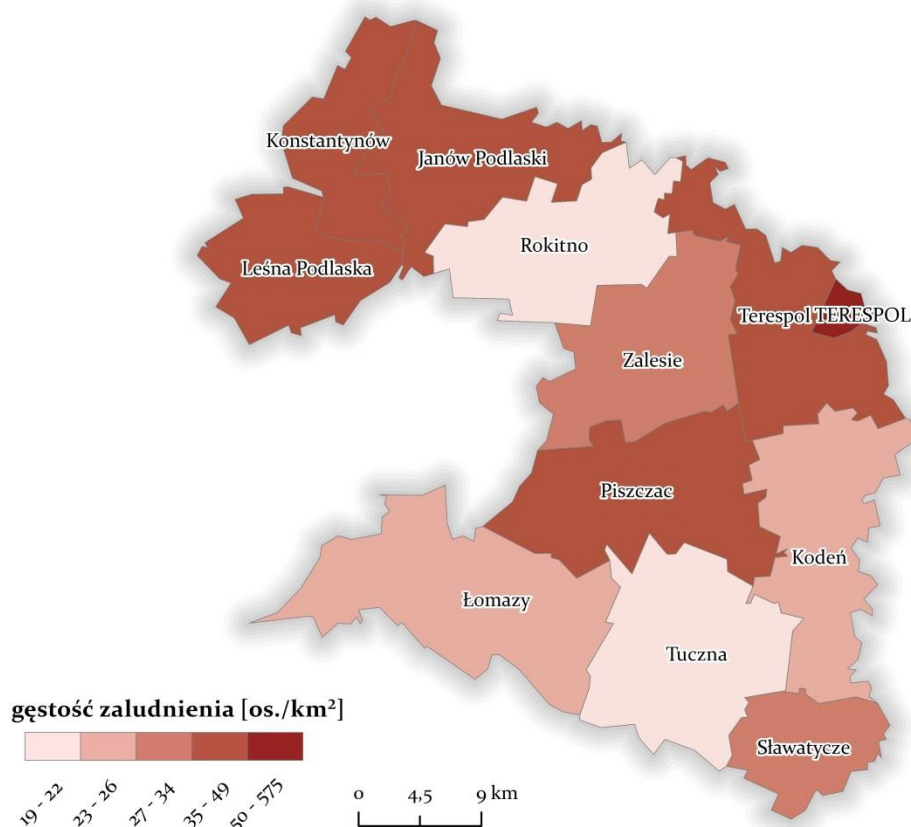 Konstantynów
Janów Podlaski
Rokitno
Leśna Podlaska
Terespol TERESPOL
Zalesie
Piszczac
Kodeń
Łomazy
Tuczna
Sławatycze
gęstość zaludnienia [os./km²]
19 - 22
23 - 26
27 - 34
35 - 49
50 - 575
0 4,5 9 km